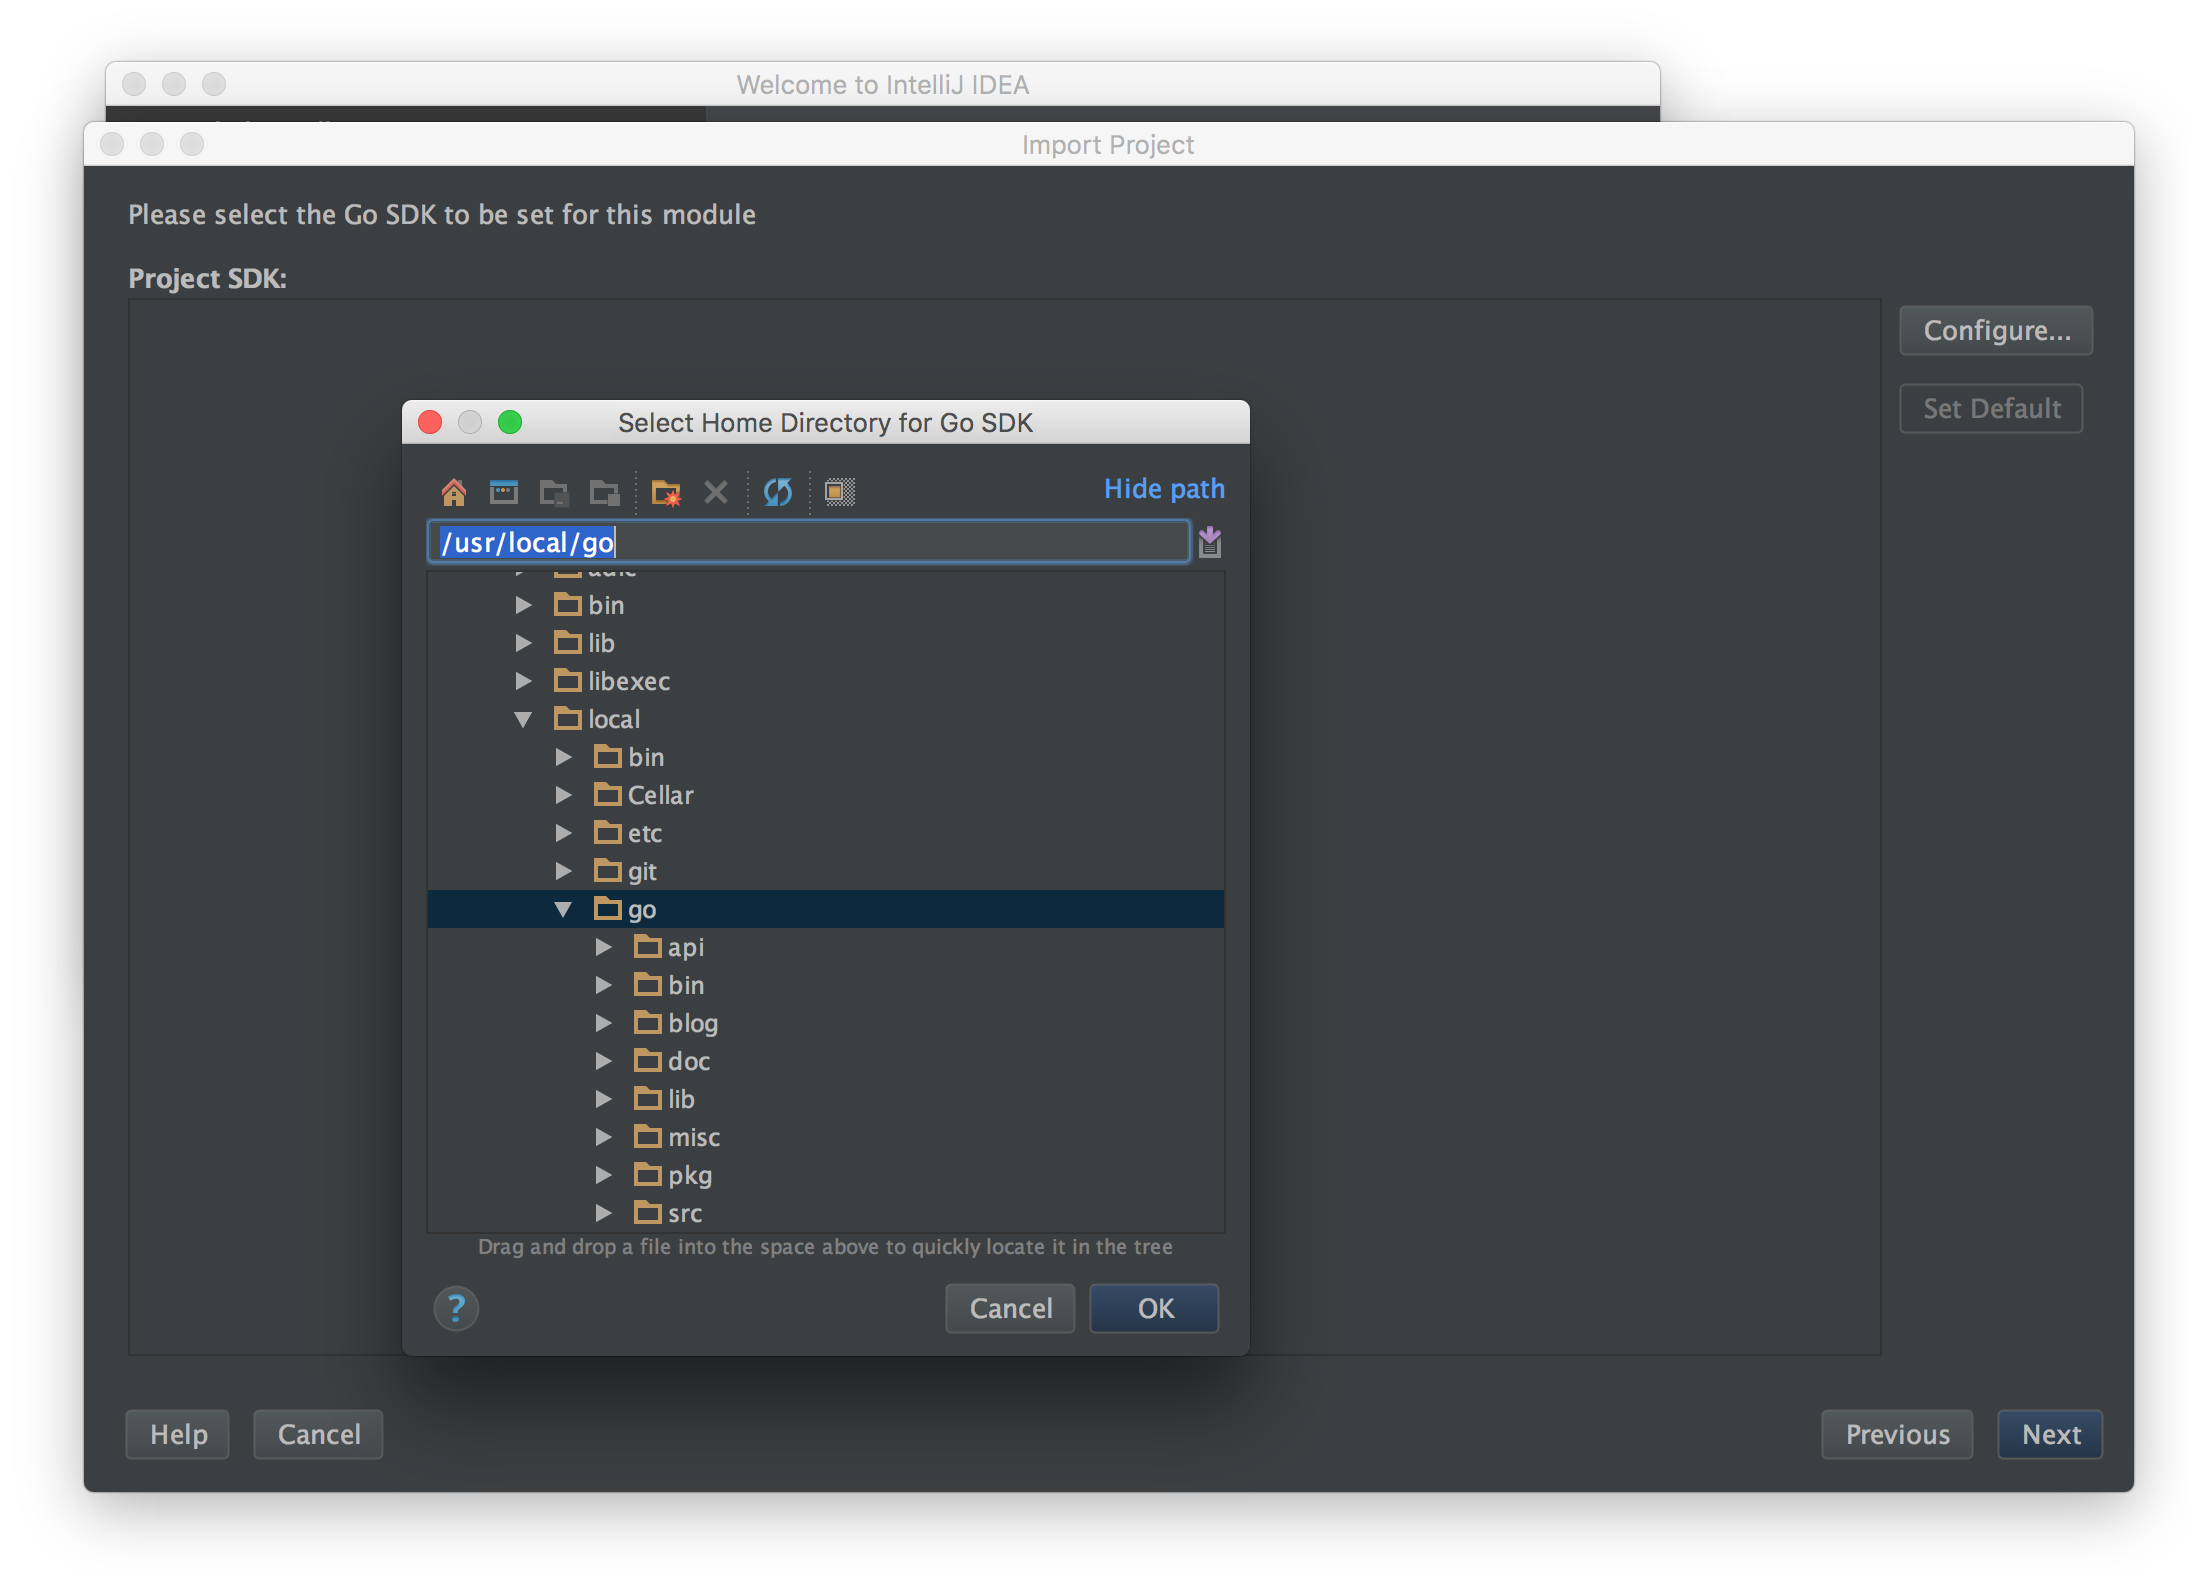 Welcome to IntelliJ IDEA
Import Project
Please select the Go SDK to be set for this module
Project SDK:
Configure...
Set Default
Select Home Directory for Go SDK
Hide path
/usr/local/go
bin
lib
libexec
local
bin
Cellar
etc
git
go
api
bin
blog
doc
lib
misc
pkg
src
Drag and drop a file into the space above to quickly locate it in the tree
?
Cancel
OK
Help
Cancel
Previous
Next